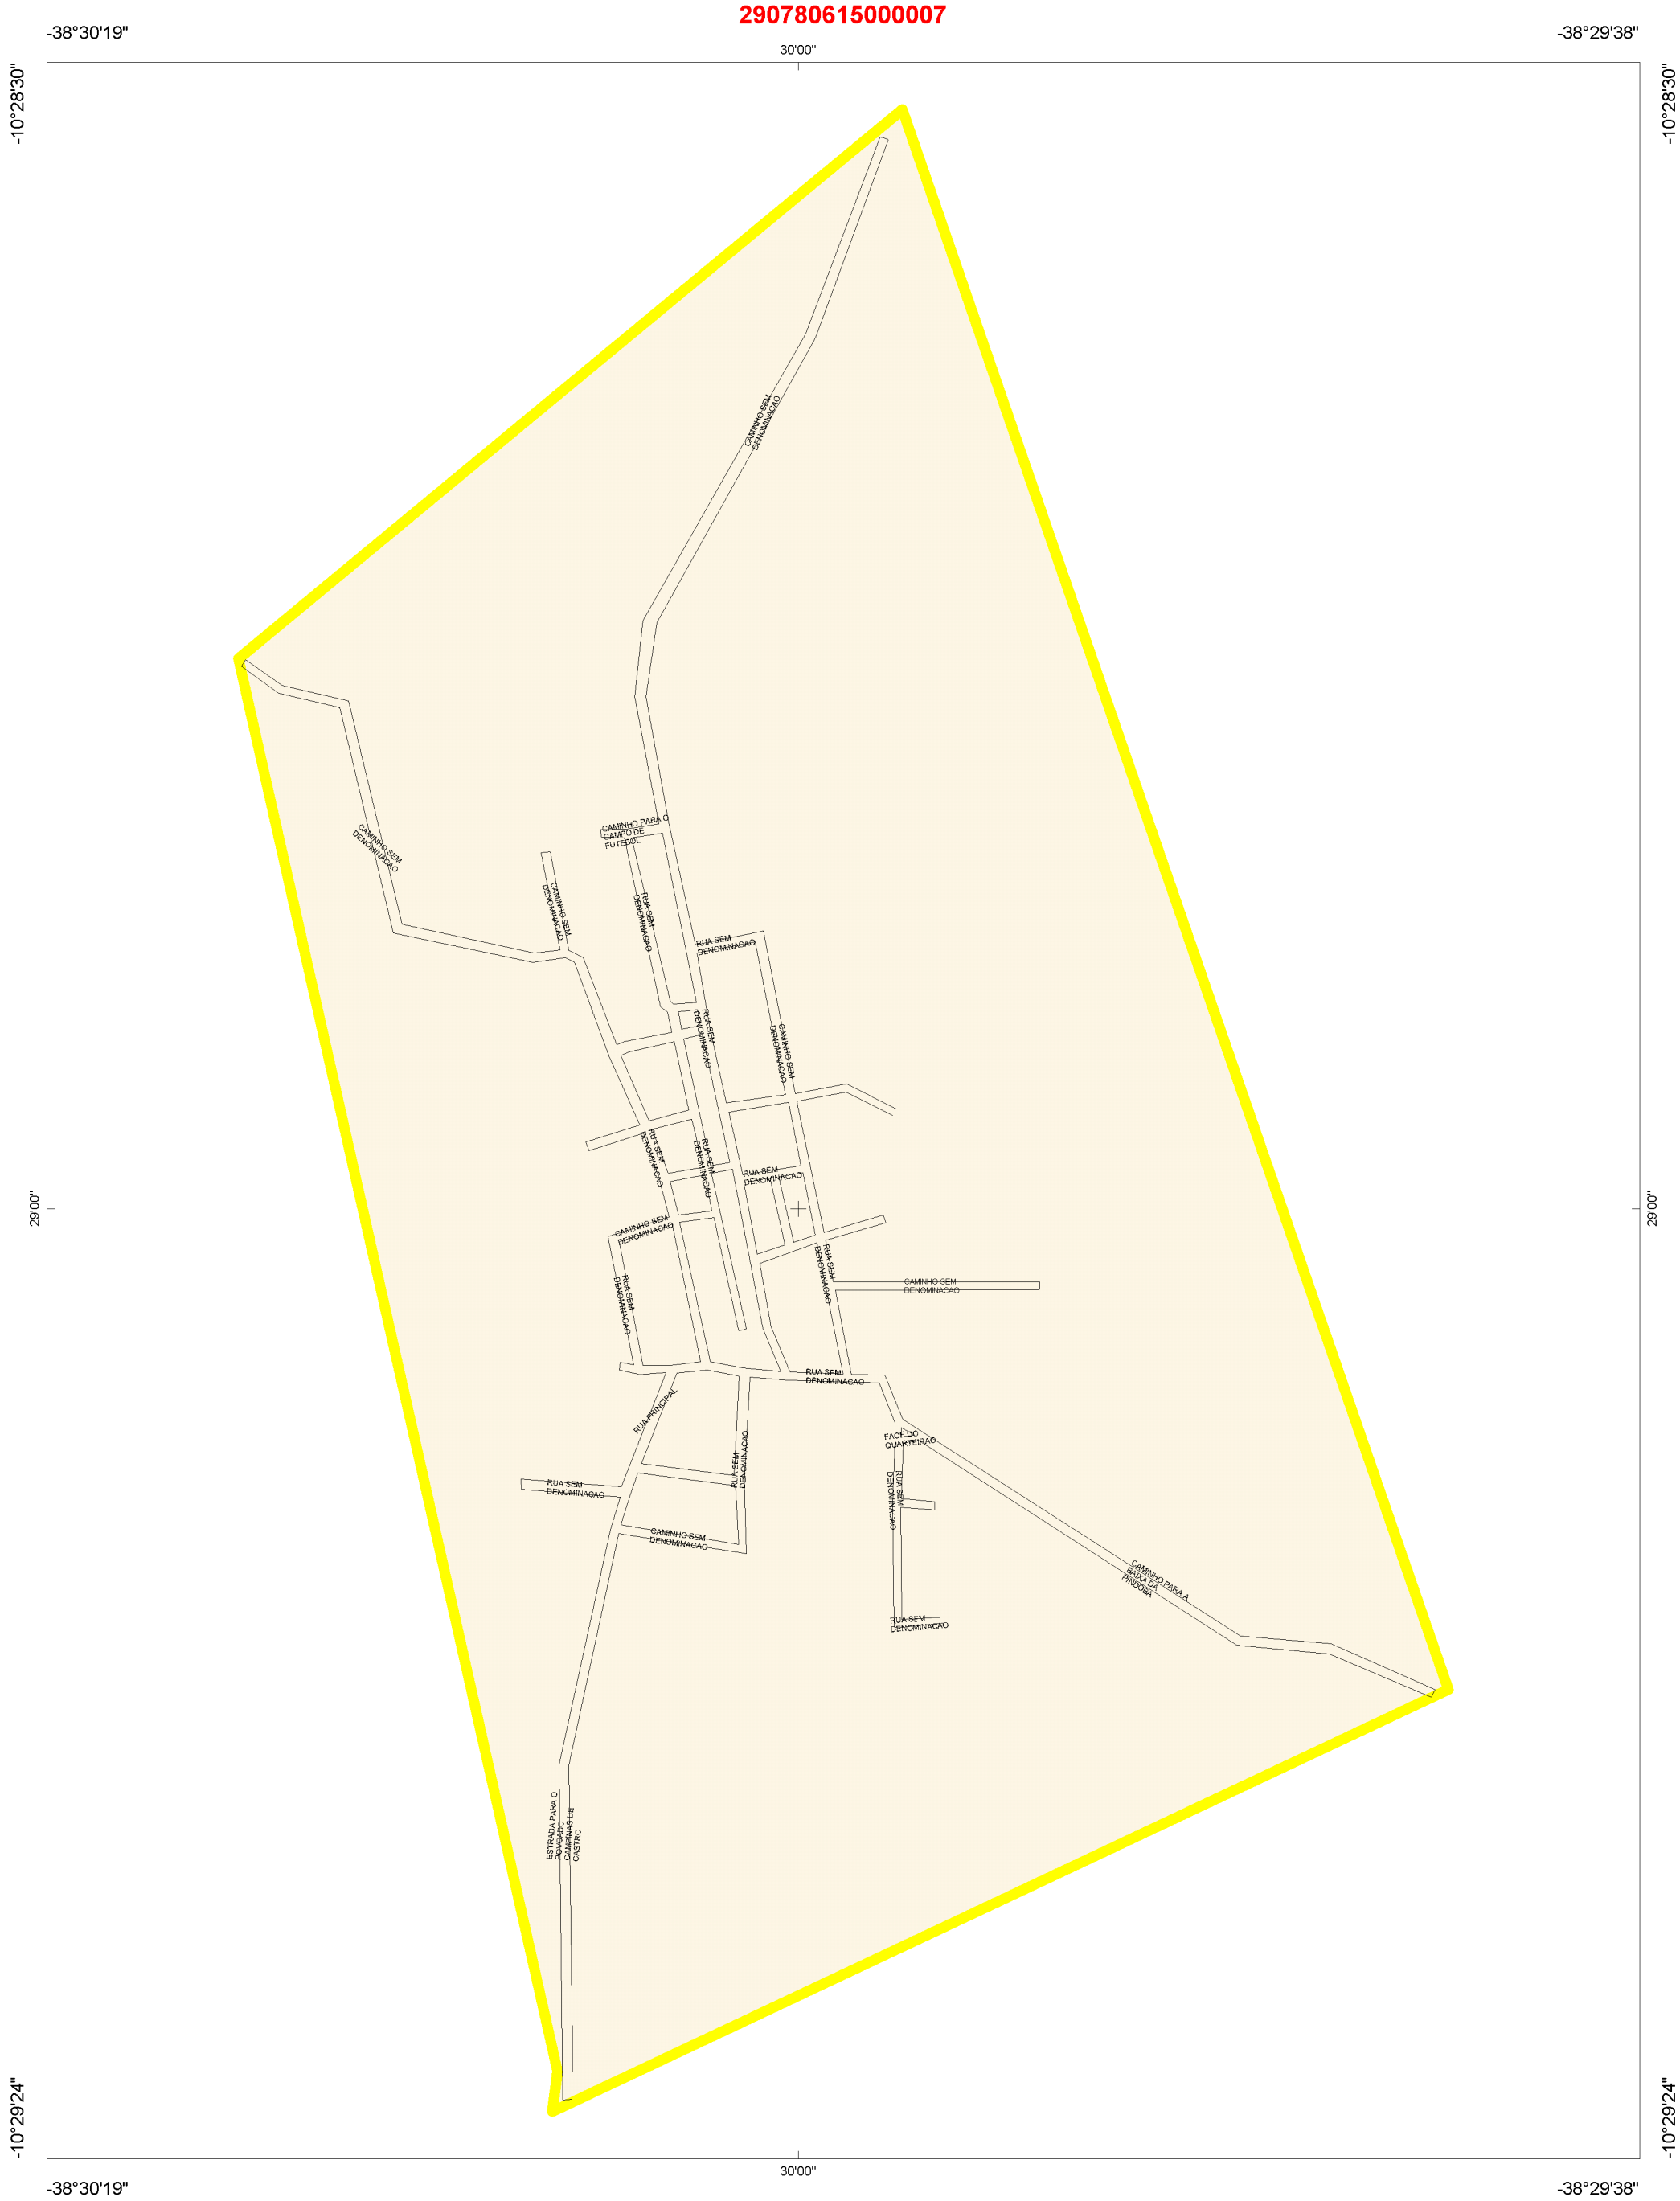 290780615000007
-38°30'19"
-38°29'38"
30'00"
-10°28'30"
-10°28'30"
CAMINHO SEM
DENOMINACAO
CAMINHO PARA O
CAMPO DE
FUTEBOL
CAMINHO SEM
DENOMINACAO
CAMINHO SEM
DENOMINACAO
RUA SEM
DENOMINACAO
RUA SEM
DENOMINACAO
RUA SEM
DENOMINACAO
CAMINHO SEM
DENOMINACAO
RUA SEM
DENOMINACAO
RUA SEM
DENOMINACAO
RUA SEM
DENOMINACAO
29'00"
29'00"
CAMINHO SEM
DENOMINACAO
RUA SEM
DENOMINACAO
RUA SEM
DENOMINACAO
CAMINHO SEM
DENOMINACAO
RUA SEM
DENOMINACAO
RUA PRINCIPAL
FACE DO
QUARTEIRAO
RUA SEM
DENOMINACAO
RUA SEM
DENOMINACAO
RUA SEM
DENOMINACAO
CAMINHO SEM
DENOMINACAO
CAMINHO PARA A
BAIXA DA
PINDOBA
RUA SEM
DENOMINACAO
ESTRADA PARA O
POVOADO
CAMPINAS DE
CASTRO
-10°29'24"
-10°29'24"
30'00"
-38°30'19"
-38°29'38"